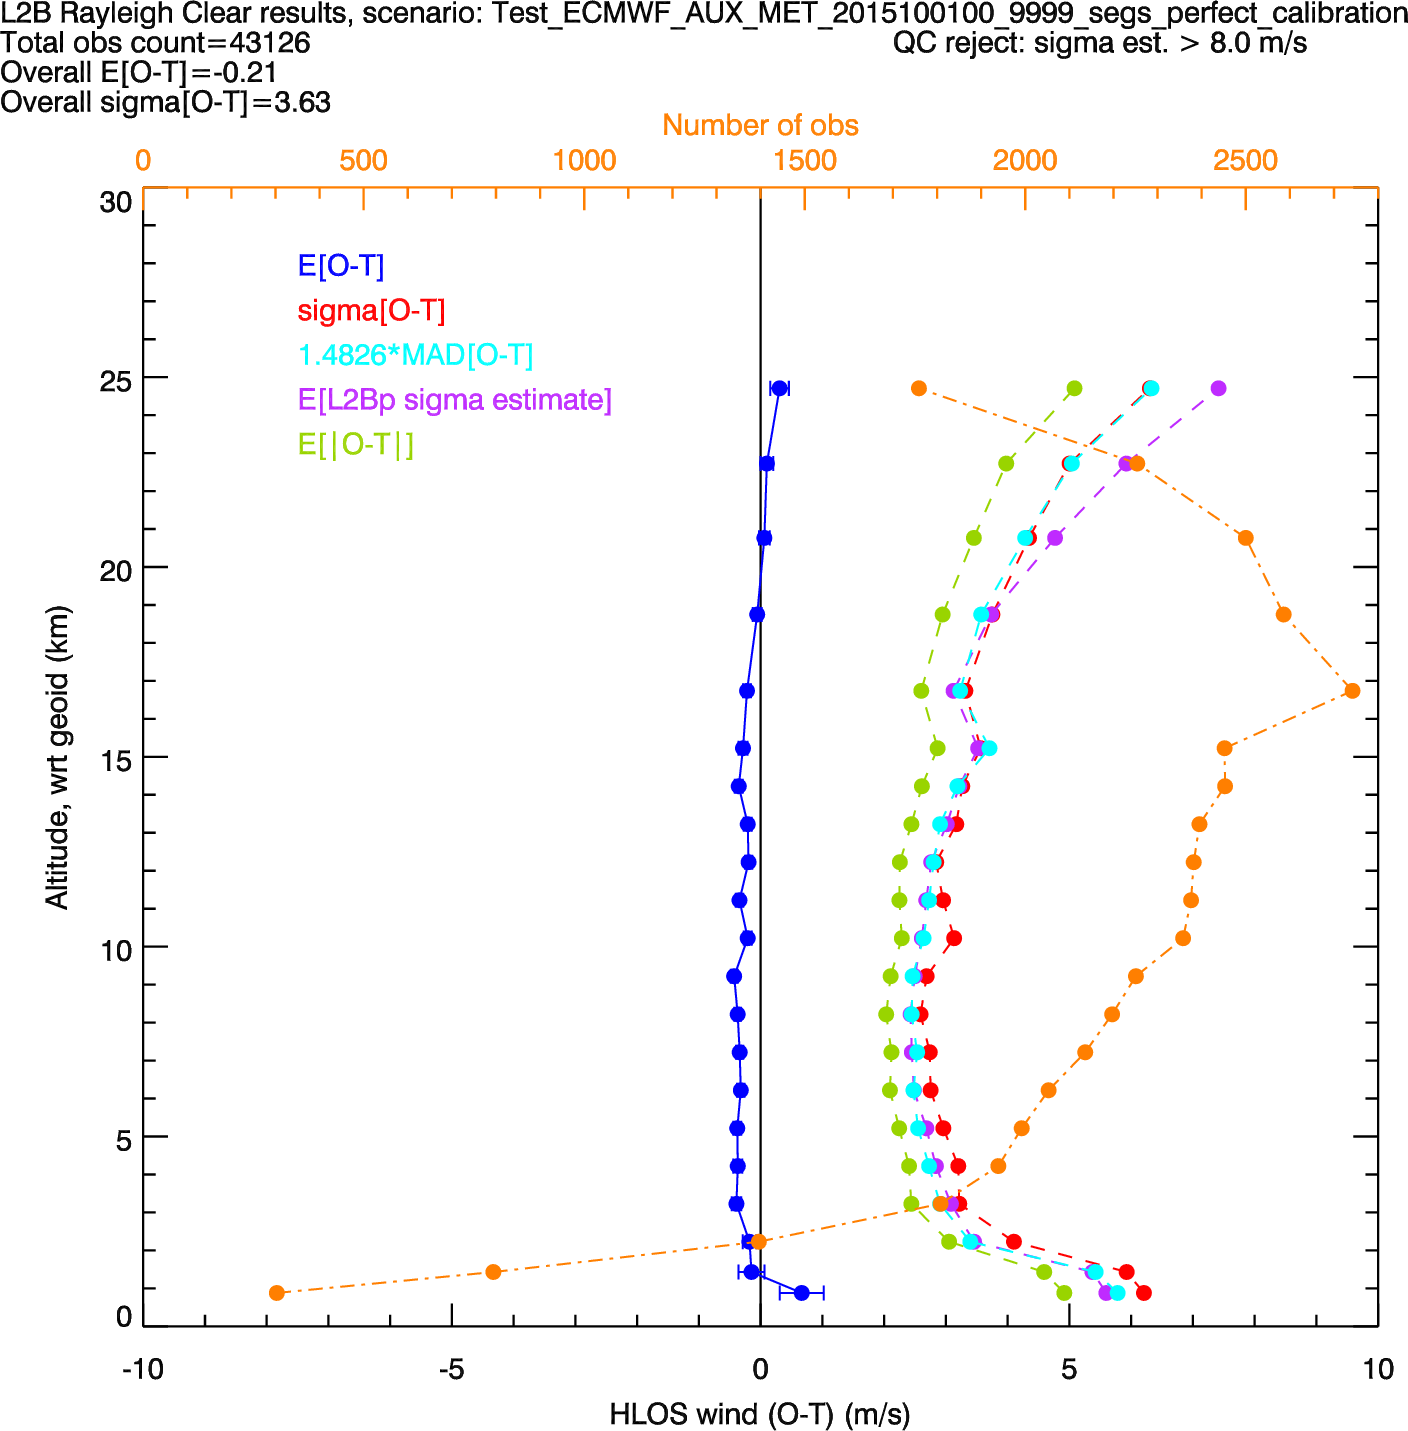 L2B Rayleigh Clear results, scenario: Test_ECMWF_AUX_MET_2015100100_9999_segs_perfect_calibration
Total obs count=43126
QC reject: sigma est. > 8.0 m/s
Overall E[O-T]=-0.21
Overall sigma[O-T]=3.63
Number of obs
0 500 1000 1500 2000 2500
30
25
20
15
10
5
0
E[O-T]
sigma[O-T]
1.4826*MAD[O-T]
E[L2Bp sigma estimate]
E[|O-T|]
Altitude, wrt geoid (km)
-10 -5 0 5 10
HLOS wind (O-T) (m/s)